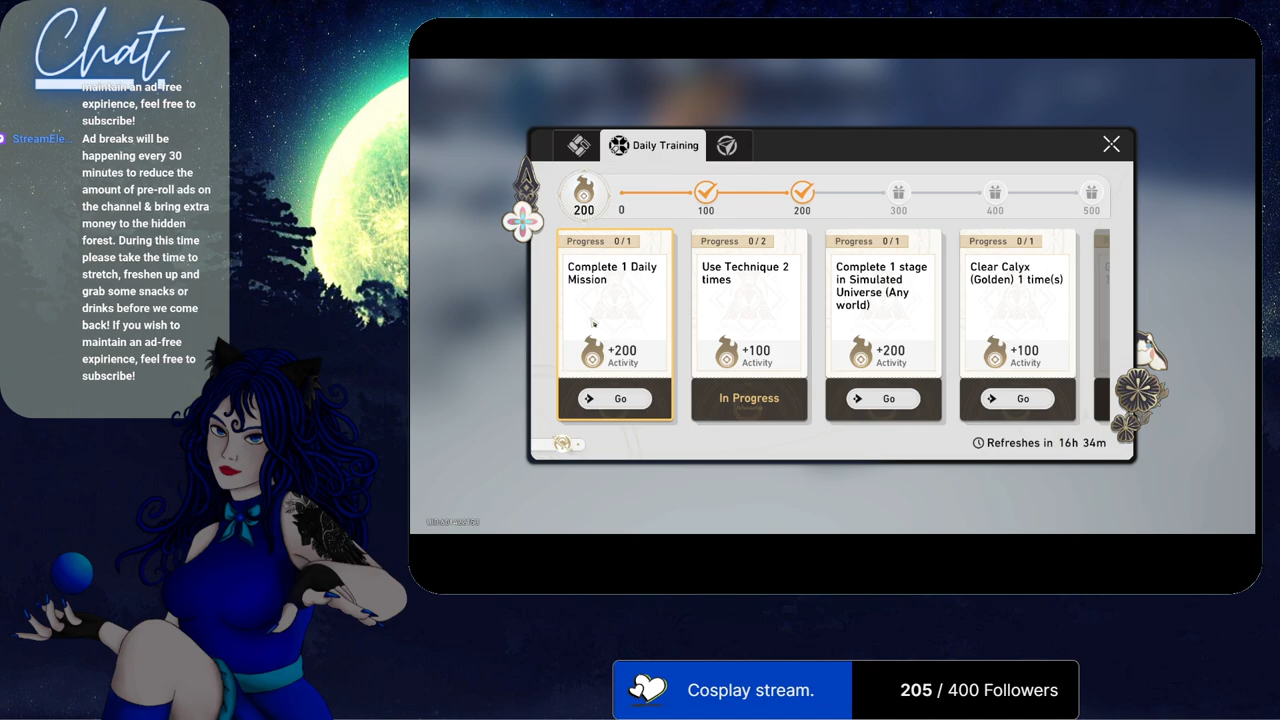 Chat
maintain an ad-free
expirience, feel free to
subscribe!
StreamEle...
Ad breaks will be
happening every 30
minutes to reduce the
amount of pre-roll ads on
the channel & bring extra
money to the hidden
forest. During this time
please take the time to
stretch, freshen up and
grab some snacks or
drinks before we come
back! If you wish to
maintain an ad-free
expirience, feel free to
subscribe!
Daily Training
200
0
100
200
300
400
500
Progress 0/1
Complete 1 Daily
Mission
+200
Activity
Go
Progress 0/2
Use Technique 2
times
+100
Activity
In Progress
Progress 0/1
Complete 1 stage
in Simulated
Universe (Any
world)
+200
Activity
Go
Progress 0/1
Clear Calyx
(Golden) 1 time(s)
+100
Activity
Go
Refreshes in 16h 34m
Cosplay stream.
205 / 400 Followers